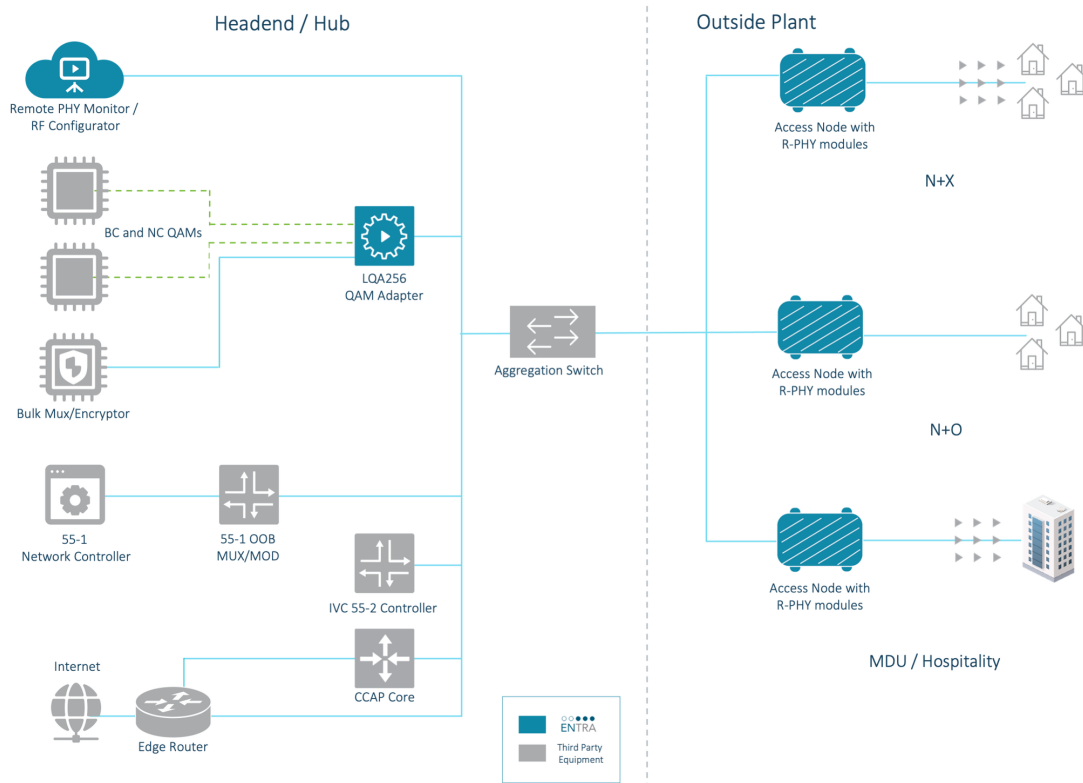 Headend / Hub
Outside Plant
Remote PHY Monitor /
RF Configurator
BC and NC QAMs
LQA256
QAM Adapter
Bulk Mux/Encryptor
Aggregation Switch
55-1
Network Controller
55-1 OOB
MUX/MOD
IVC 55-2 Controller
CCAP Core
Internet
Edge Router
Access Node with
R-PHY modules
N+X
Access Node with
R-PHY modules
N+O
Access Node with
R-PHY modules
MDU / Hospitality
ENTRA
Third Party
Equipment